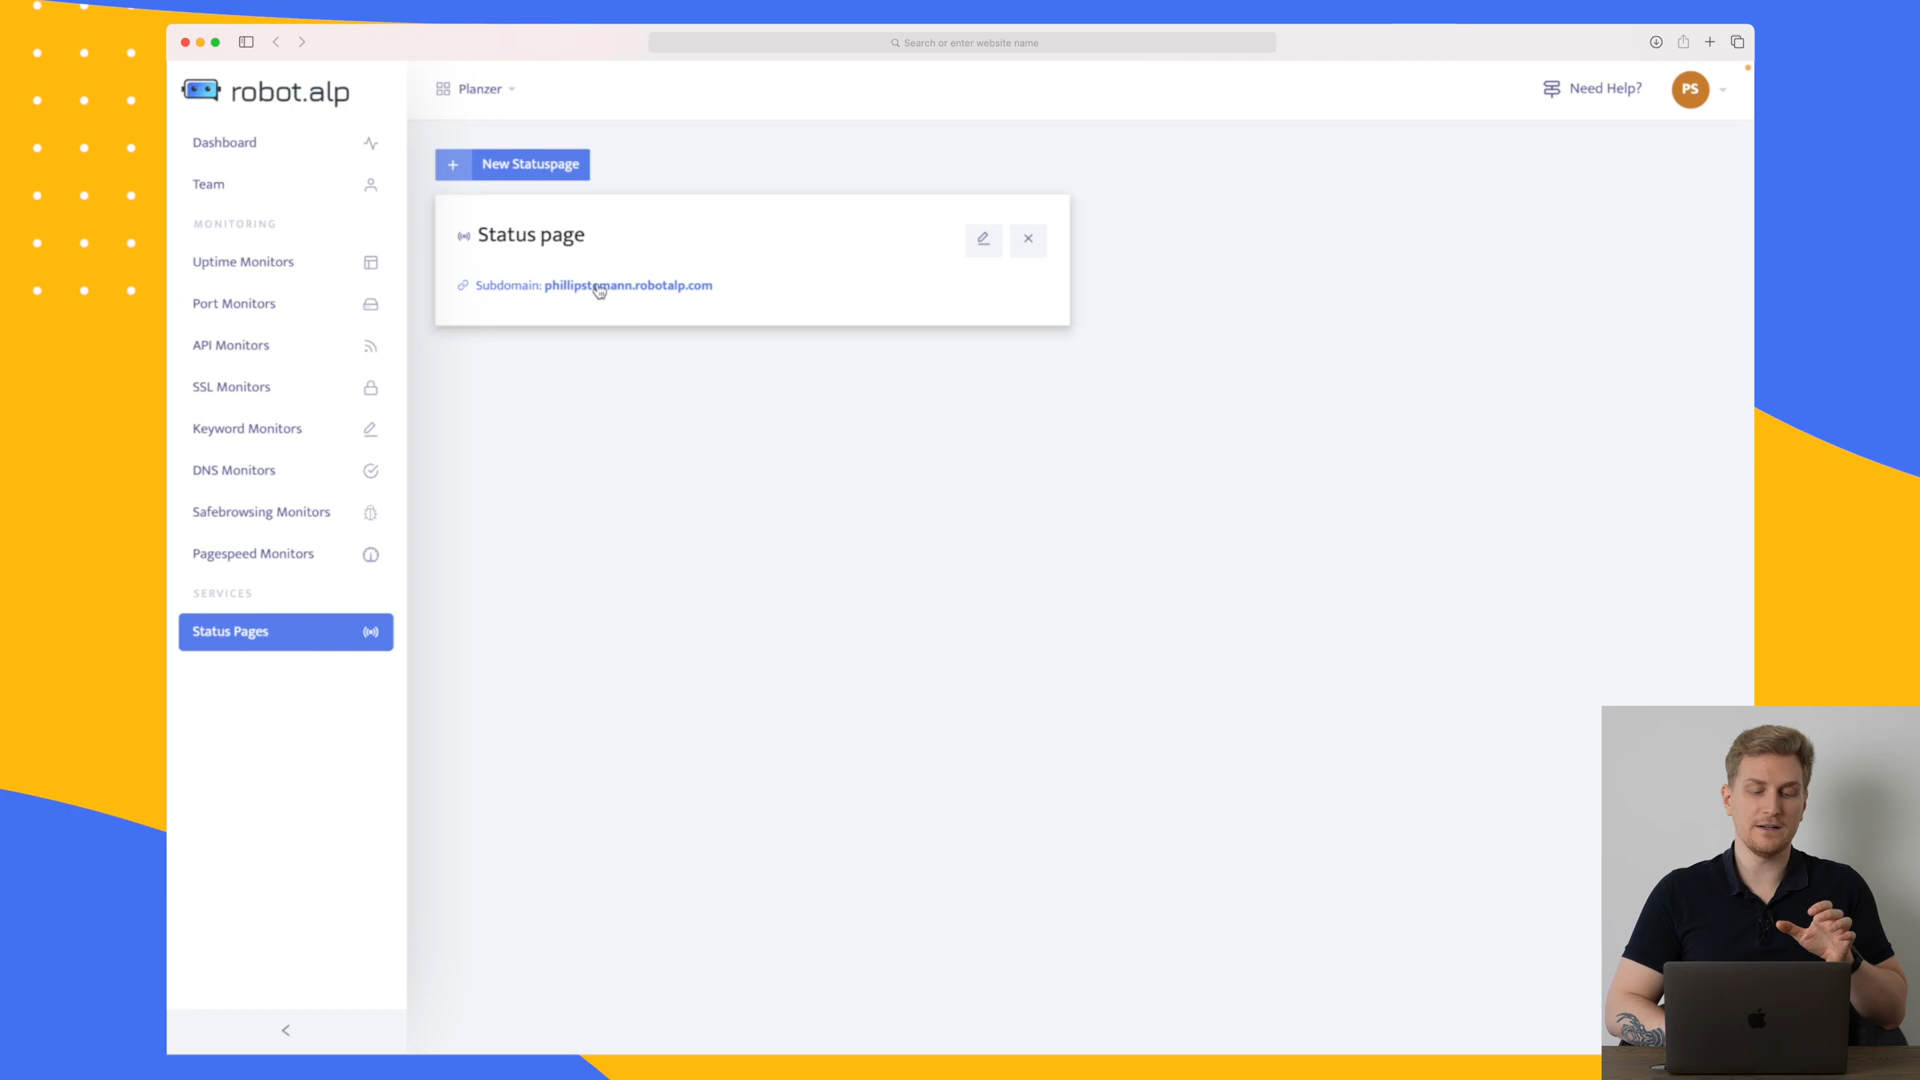 Search or enter website name
robot.alp
Planzer
Need Help?
PS
Dashboard
Team
MONITORING
Uptime Monitors
Port Monitors
API Monitors
SSL Monitors
Keyword Monitors
DNS Monitors
Safebrowsing Monitors
Pagespeed Monitors
SERVICES
Status Pages
New Statuspage
Status page
Subdomain: phillipstemann.robotalp.com